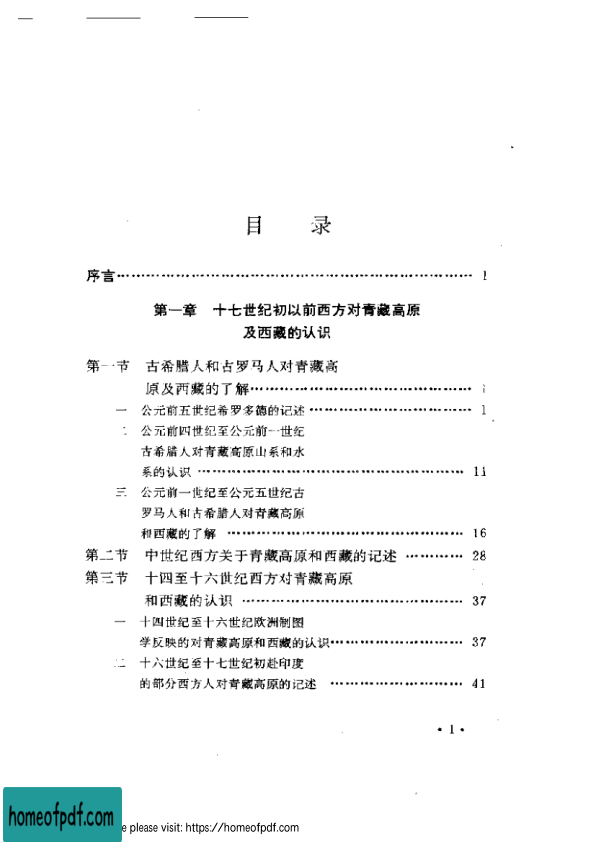 目 录
序言………………………………………… 1
第一章 十七世纪初以前西方对青藏高原
及西藏的认识
第一节 古希腊人和古罗马人对青藏高
原及西藏的了解………………………… 1
一 公元前五世纪希罗多德的记述………………… 1
二 公元前四世纪至公元前一世纪
古希腊人对青藏高原山系和水
系的认识……………………………… 11
三 公元前一世纪至公元五世纪古
罗马人和古希腊人对青藏高原
和西藏的了解………………………… 16
第二节 中世纪西方关于青藏高原和西藏的记述………… 28
第三节 十四至十六世纪西方对青藏高原
和西藏的认识………………………… 37
一 十四世纪至十六世纪欧洲制图
学反映的对青藏高原和西藏的认识……………… 37
二 十六世纪至十七世纪初赴印度
的部分西方人对青藏高原的记述……………… 41
• 1 •
homeofpdf.com
e please visit: https://homeofpdf.com